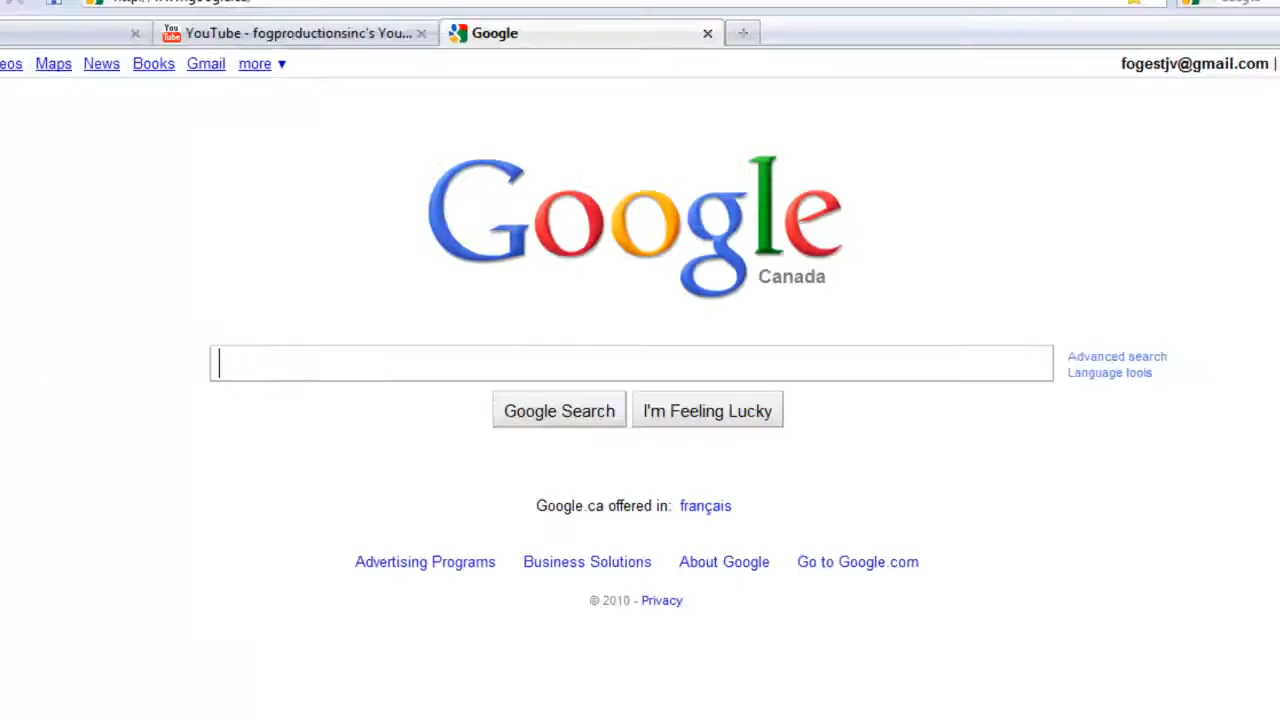 YouTube - fogproductionsinc's You...
Google
Maps News Books Gmail more ▼
fogestjv@gmail.com |
Google
Canada
Advanced search
Language tools
Google Search
I'm Feeling Lucky
Google.ca offered in: français
Advertising Programs Business Solutions About Google Go to Google.com
© 2010 - Privacy